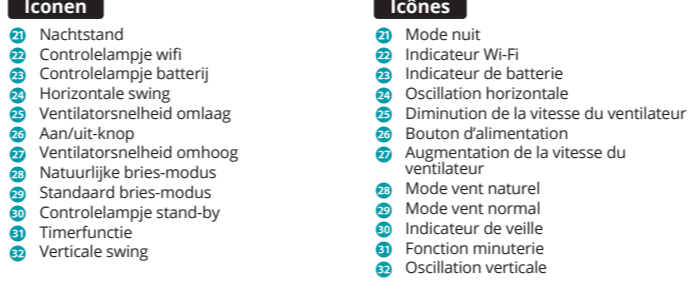 Iconen
21 Nachtstand
22 Controlelampje wifi
23 Controlelampje batterij
24 Horizontale swing
25 Ventilatorsnelheid omlaag
26 Aan/uit-knop
27 Ventilatorsnelheid omhoog
28 Natuurlijke bries-modus
29 Standaard bries-modus
30 Controlelampje stand-by
31 Timerfunctie
32 Verticale swing
Icônes
21 Mode nuit
22 Indicateur Wi-Fi
23 Indicateur de batterie
24 Oscillation horizontale
25 Diminution de la vitesse du ventilateur
26 Bouton d’alimentation
27 Augmentation de la vitesse du
ventilateur
28 Mode vent naturel
29 Mode vent normal
30 Indicateur de veille
31 Fonction minuterie
32 Oscillation verticale